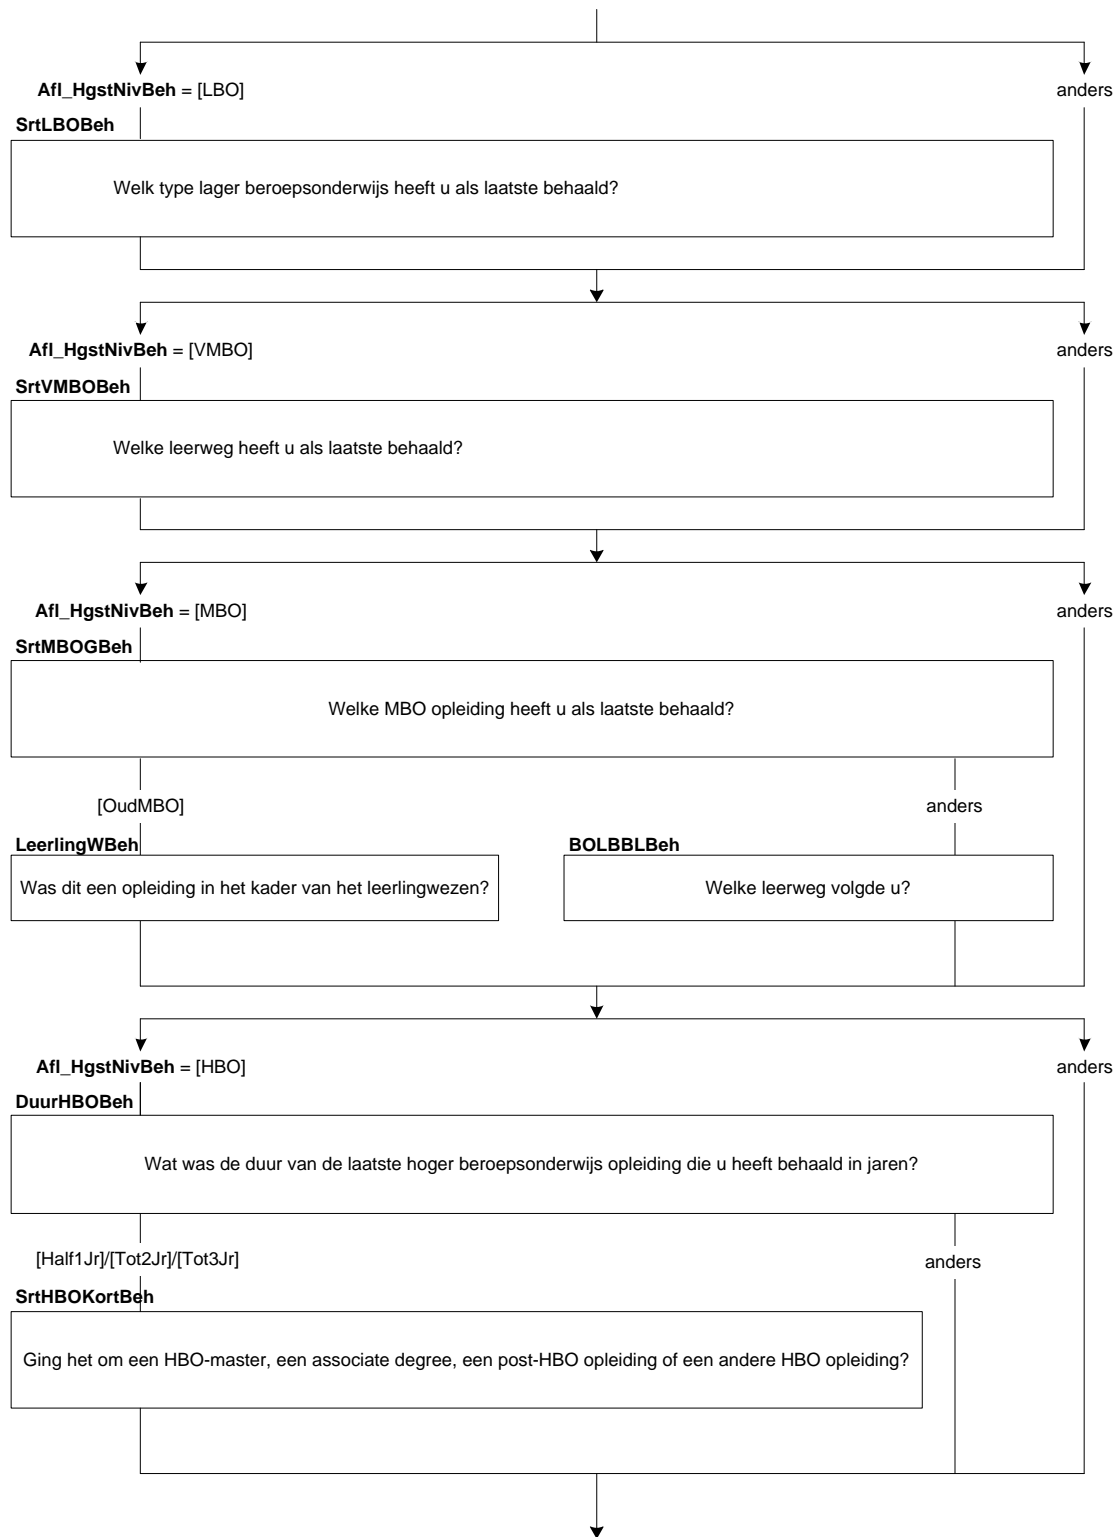 Afl_HgstNivBeh = [LBO]
anders
SrtLBOBeh
Welk type lager beroepsonderwijs heeft u als laatste behaald?
Afl_HgstNivBeh = [VMBO]
anders
SrtVMBOBeh
Welke leerweg heeft u als laatste behaald?
Afl_HgstNivBeh = [MBO]
anders
SrtMBOGBeh
Welke MBO opleiding heeft u als laatste behaald?
[OudMBO]
anders
LeerlingWBeh
BOLBBLBeh
Was dit een opleiding in het kader van het leerlingwezen?
Welke leerweg volgde u?
Afl_HgstNivBeh = [HBO]
anders
DuurHBOBeh
Wat was de duur van de laatste hoger beroepsonderwijs opleiding die u heeft behaald in jaren?
[Half1Jr]/[Tot2Jr]/[Tot3Jr]
anders
SrtHBOKortBeh
Ging het om een HBO-master, een associate degree, een post-HBO opleiding of een andere HBO opleiding?